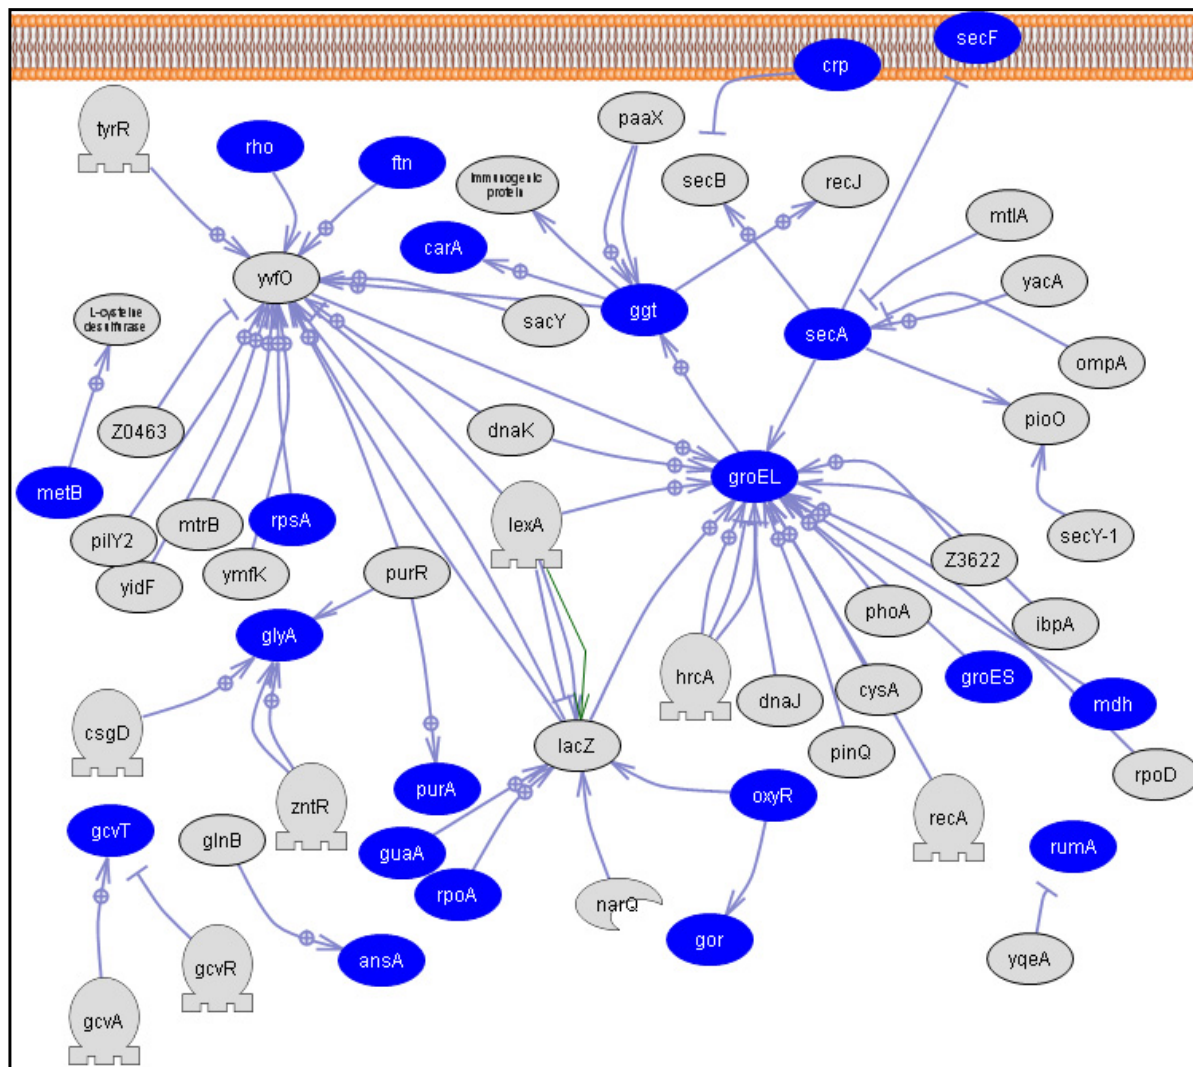 secF
crp
tyrR
paaX
rho
ftn
Immunogenic
protein
secB
recJ
mtlA
carA
yvfO
yacA
L-cysteine
desulfurase
sacY
ggt
secA
ompA
pioO
Z0463
dnaK
groEL
metB
rpsA
mtrB
lexA
secY-1
pilY2
Z3622
yidF
ymfK
purR
phoA
ibpA
glyA
hrcA
groES
dnaJ
cysA
mdh
csgD
lacZ
pinQ
rpoD
zntR
purA
oxyR
recA
gcvT
glnB
guaA
rumA
rpoA
narQ
gor
ansA
gcvR
yqeA
gcvA